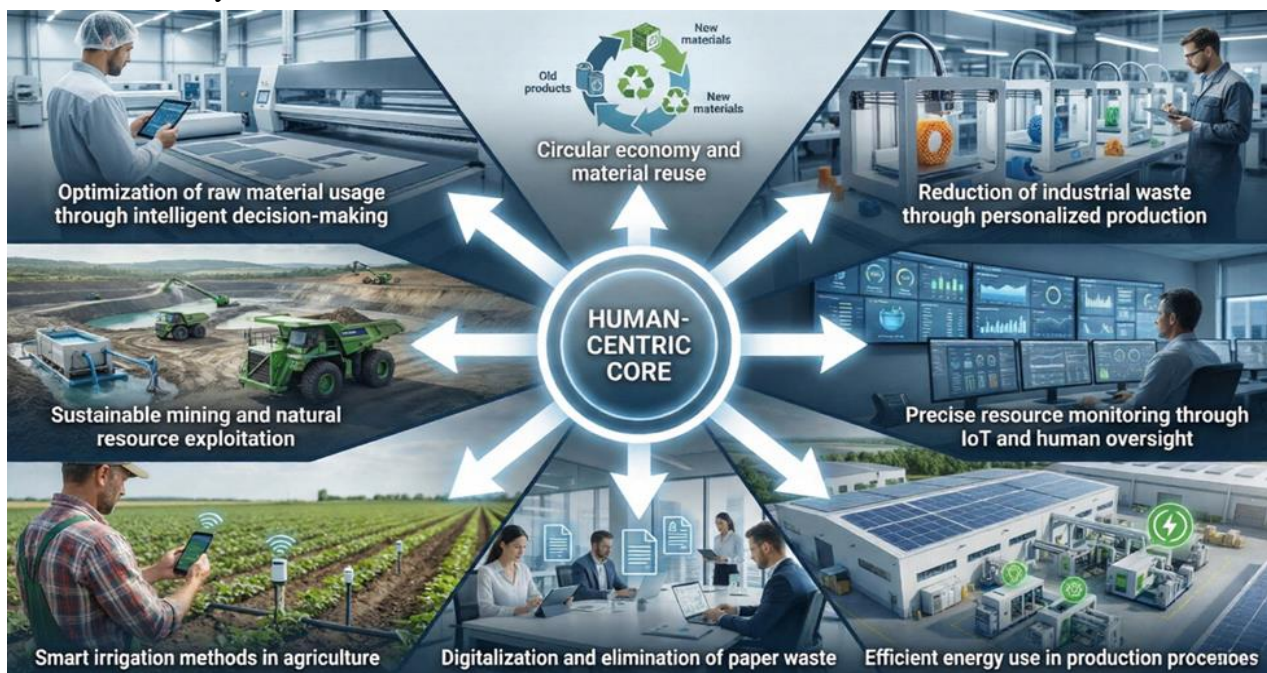 New
materials
Old
products
New
materials
Circular economy and
material reuse
Optimization of raw material usage
through intelligent decision-making
Reduction of industrial waste
through personalized production
HUMAN-
CENTRIC
CORE
Sustainable mining and natural
resource exploitation
Precise resource monitoring through
IoT and human oversight
Smart irrigation methods in agriculture
Digitalization and elimination of paper waste
Efficient energy use in production